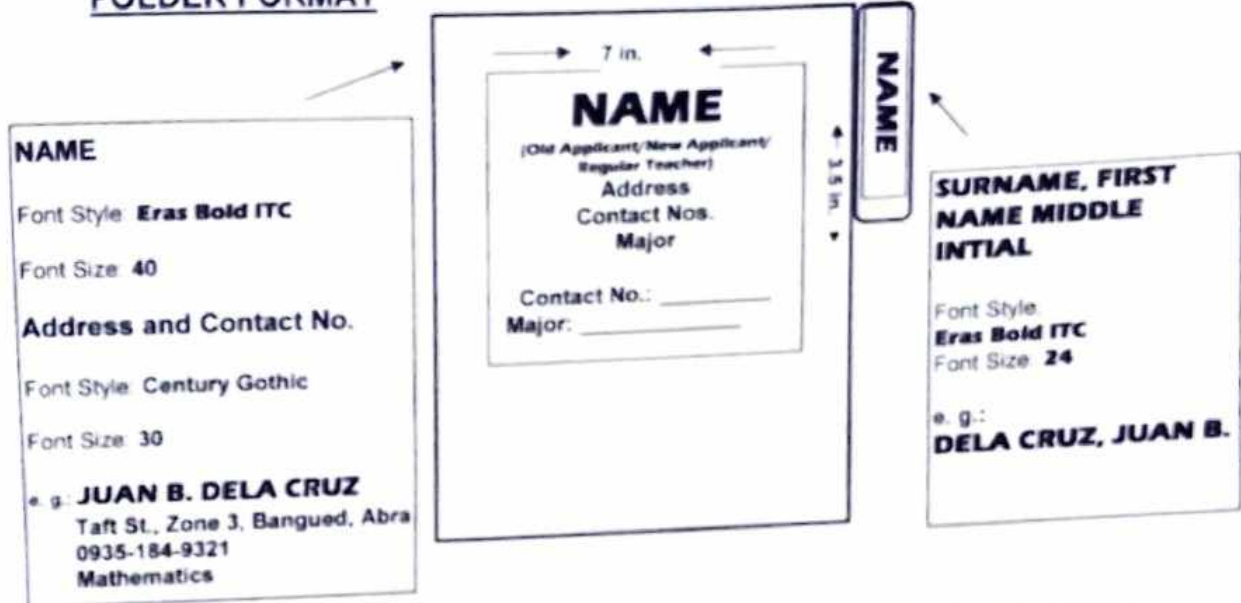 FOLDER FORMAT
NAME
Font Style: Eras Bold ITC
Font Size: 40
Address and Contact No.
Font Style: Century Gothic
Font Size: 30
e. g.: JUAN B. DELA CRUZ
Taft St., Zone 3, Bangued, Abra
0935-184-9321
Mathematics
7 in.
NAME
(Old Applicant/New Applicant/
Regular Teacher)
Address
Contact Nos.
Major
Contact No.: ___________
Major: ________________
3.5 in.
NAME
SURNAME, FIRST
NAME MIDDLE
INTIAL
Font Style:
Eras Bold ITC
Font Size: 24
e. g.:
DELA CRUZ, JUAN B.